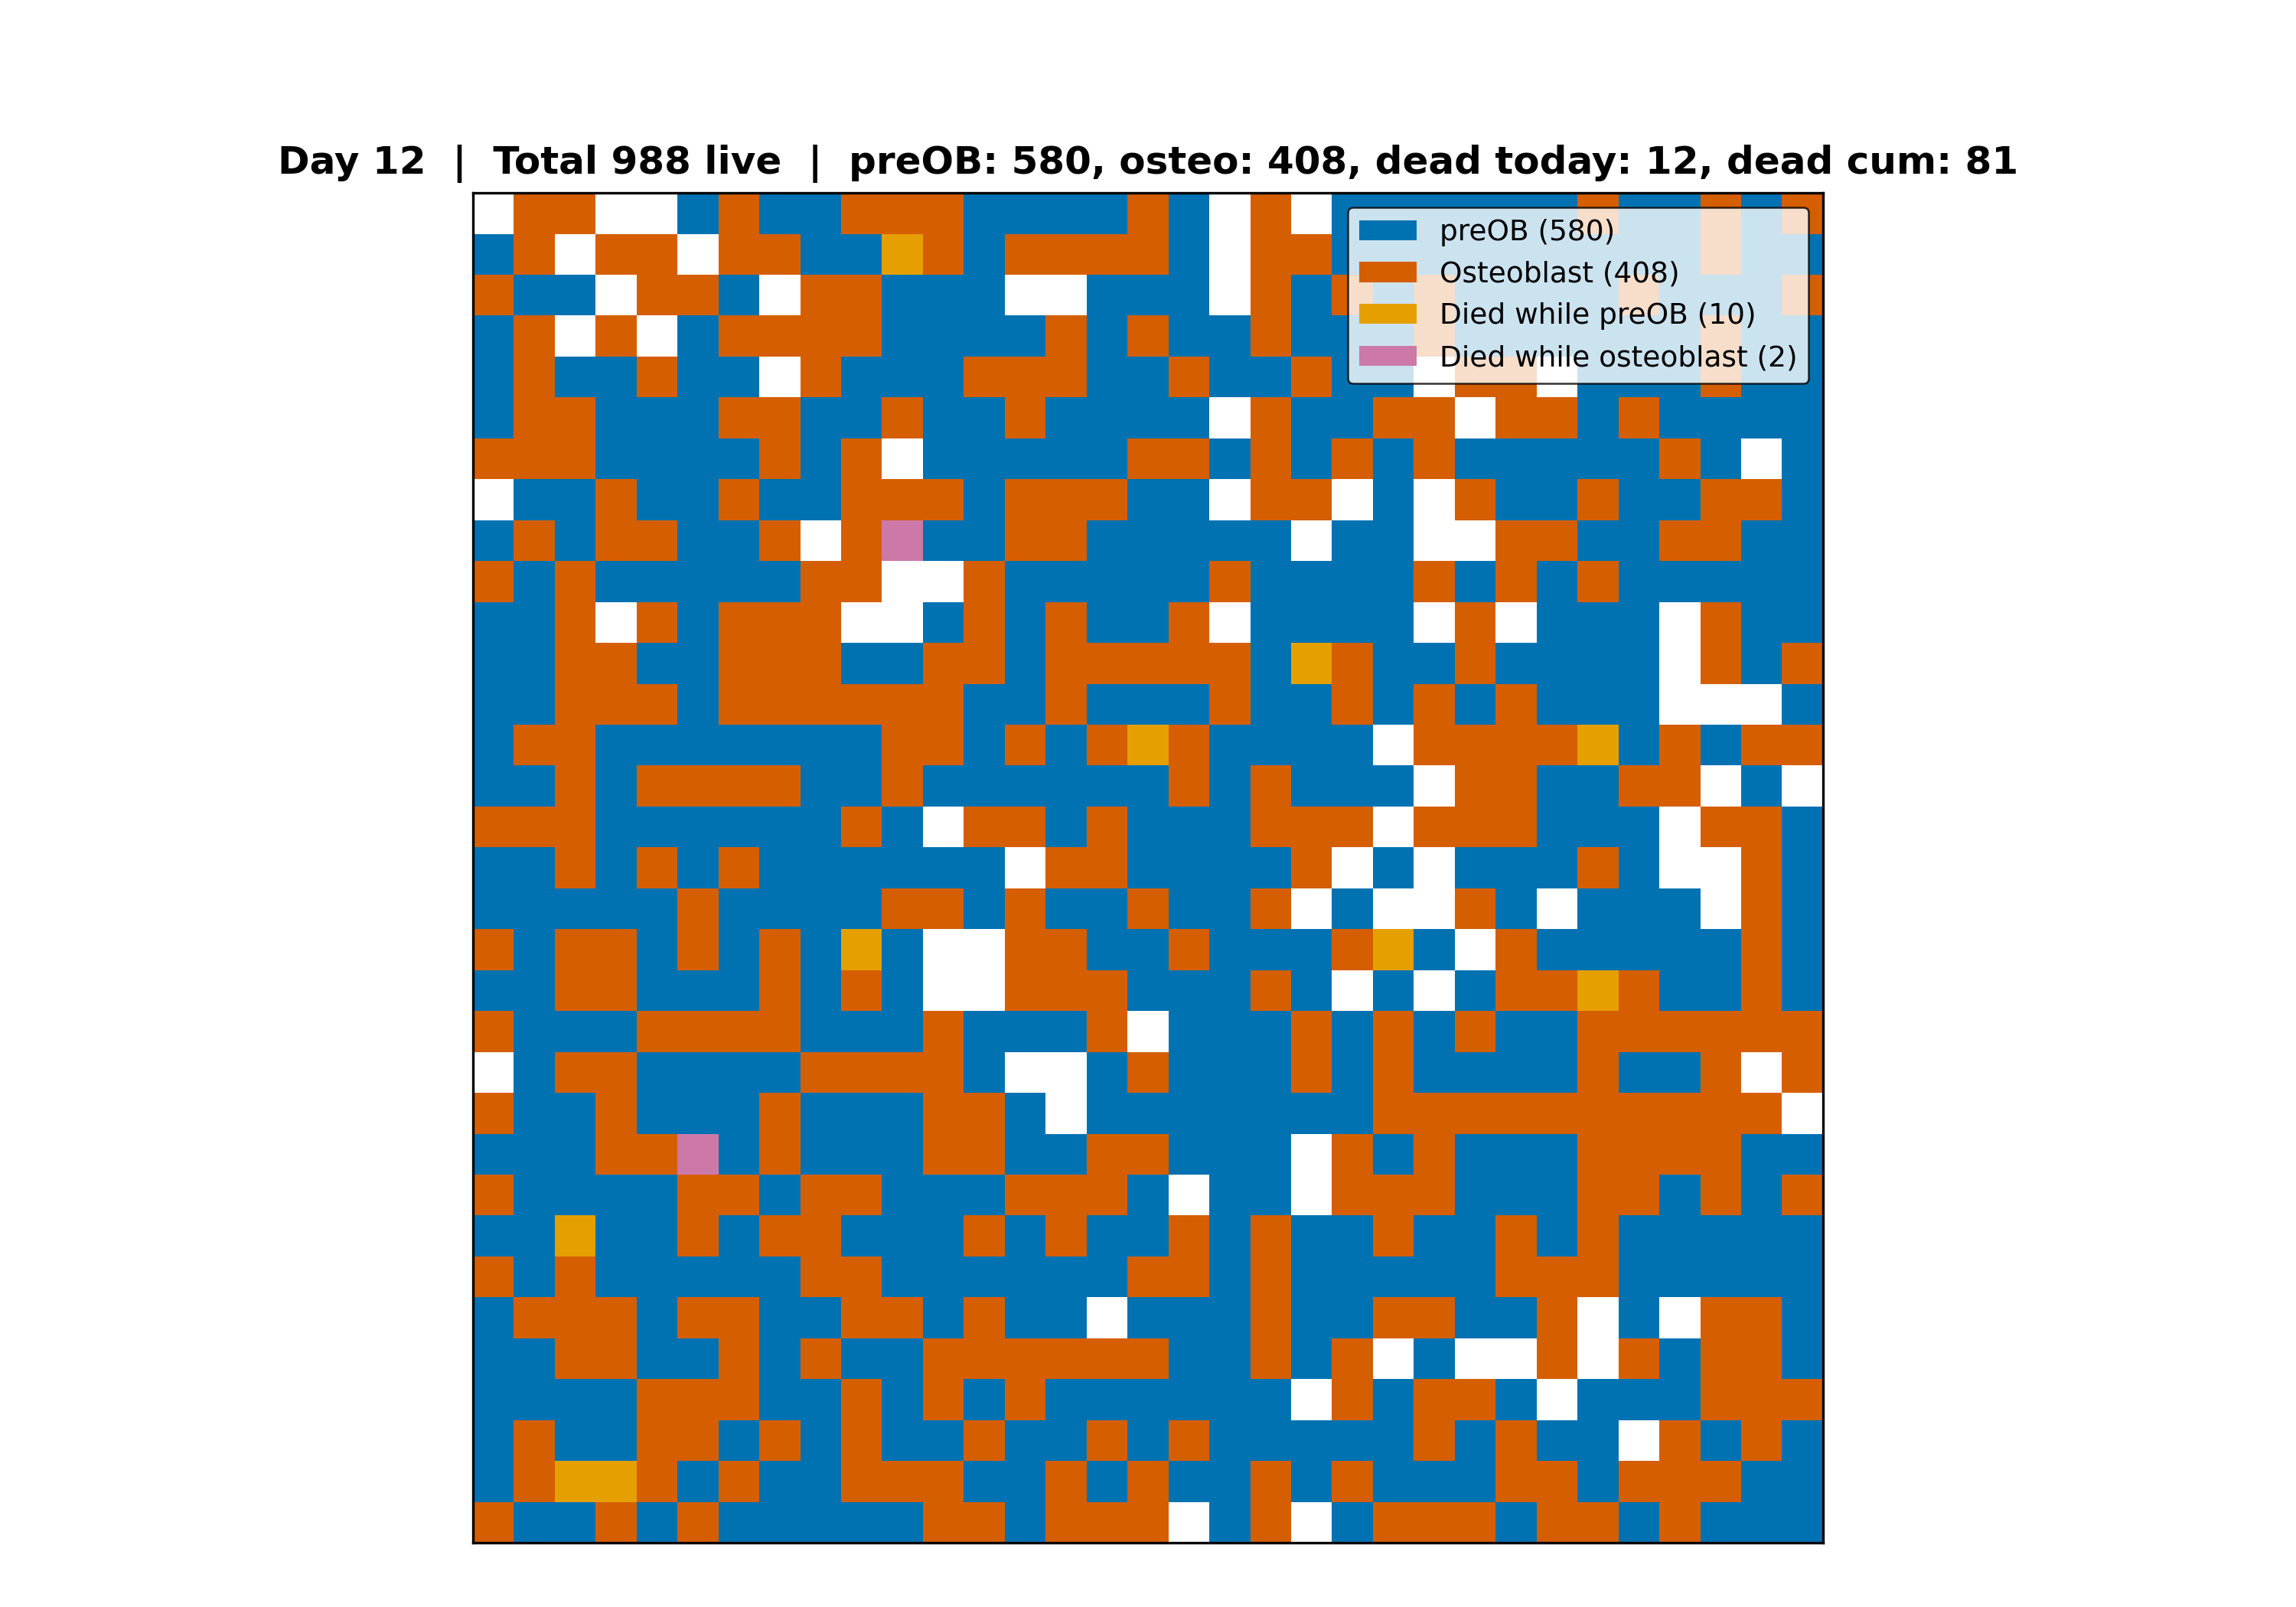 Day 12 | Total 988 live | preOB: 580, osteo: 408, dead today: 12, dead cum: 81
preOB (580)
Osteoblast (408)
Died while preOB (10)
Died while osteoblast (2)